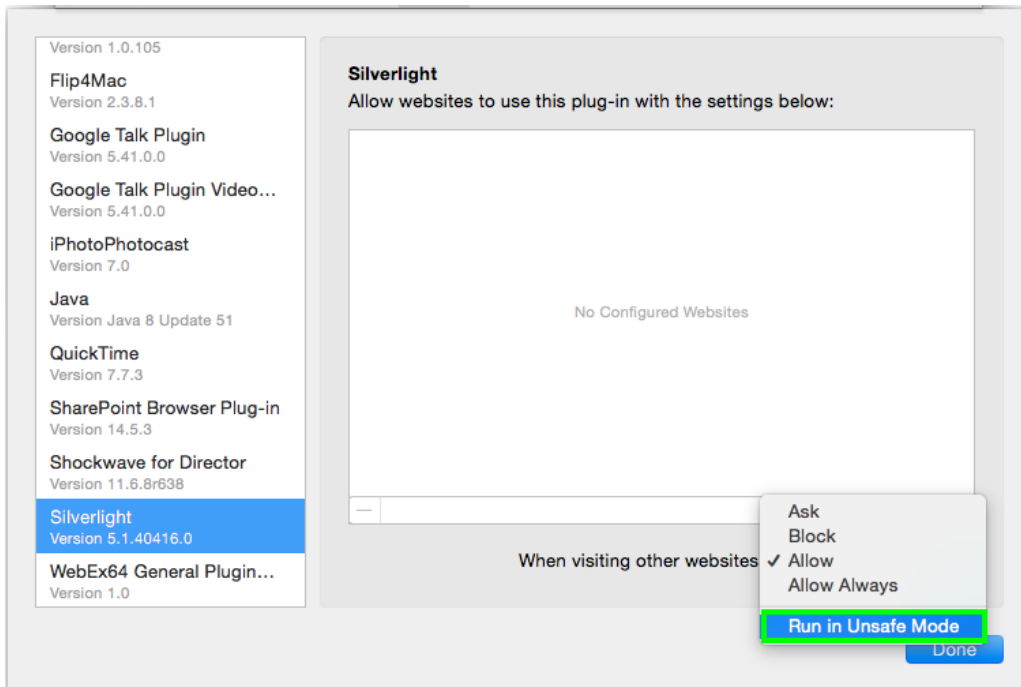 Version 1.0.105
Flip4Mac
Version 2.3.8.1
Google Talk Plugin
Version 5.41.0.0
Google Talk Plugin Video...
Version 5.41.0.0
iPhotoPhotocast
Version 7.0
Java
Version Java 8 Update 51
QuickTime
Version 7.7.3
SharePoint Browser Plug-in
Version 14.5.3
Shockwave for Director
Version 11.6.8r638
Silverlight
Version 5.1.40416.0
WebEx64 General Plugin...
Version 1.0
Silverlight
Allow websites to use this plug-in with the settings below:
No Configured Websites
When visiting other websites
Ask
Block
✓ Allow
Allow Always
Run in Unsafe Mode
Done